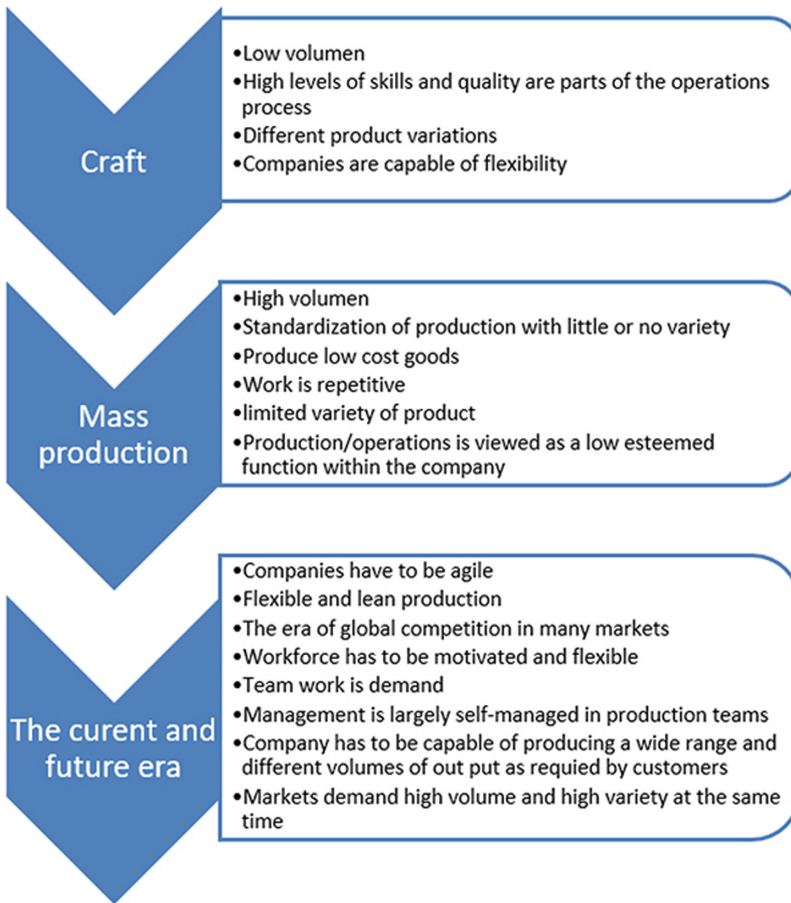 Craft
•Low volumen
•High levels of skills and quality are parts of the operations
process
•Different product variations
•Companies are capable of flexibility
Mass
production
•High volumen
•Standardization of production with little or no variety
•Produce low cost goods
•Work is repetitive
•limited variety of product
•Production/operations is viewed as a low esteemed
function within the company
The curent and
future era
•Companies have to be agile
•Flexible and lean production
•The era of global competition in many markets
•Workforce has to be motivated and flexible
•Team work is demand
•Management is largely self-managed in production teams
•Company has to be capable of producing a wide range and
different volumes of out put as requied by customers
•Markets demand high volume and high variety at the same
time